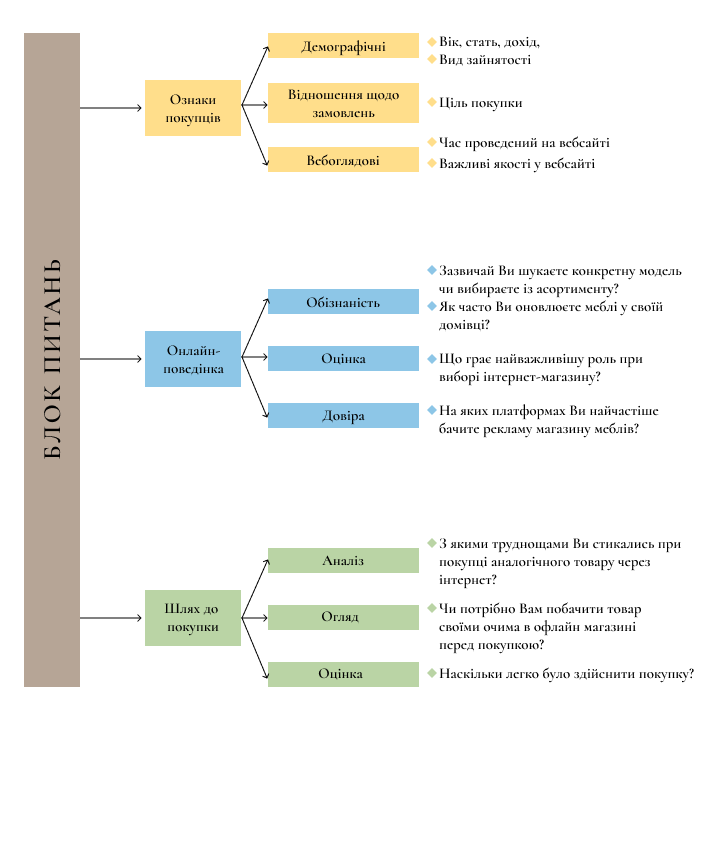 БЛОК ПИТАНЬ
Ознаки
покупців
Демографічні
Вік, стать, дохід,
Вид зайнятості
Відношення щодо
замовлень
Ціль покупки
Вебоглядові
Час проведений на вебсайті
Важливі якості у вебсайті
Онлайн-
поведінка
Обізнаність
Зазвичай Ви шукаєте конкретну модель
чи вибираєте із асортименту?
Як часто Ви оновлюєте меблі у своїй
домівці?
Оцінка
Що грає найважливішу роль при
виборі інтернет-магазину?
Довіра
На яких платформах Ви найчастіше
бачите рекламу магазину меблів?
Шлях до
покупки
Аналіз
З якими труднощами Ви стикались при
покупці аналогічного товару через
інтернет?
Огляд
Чи потрібно Вам побачити товар
своїми очима в офлайн магазині
перед покупкою?
Оцінка
Наскільки легко було здійснити покупку?